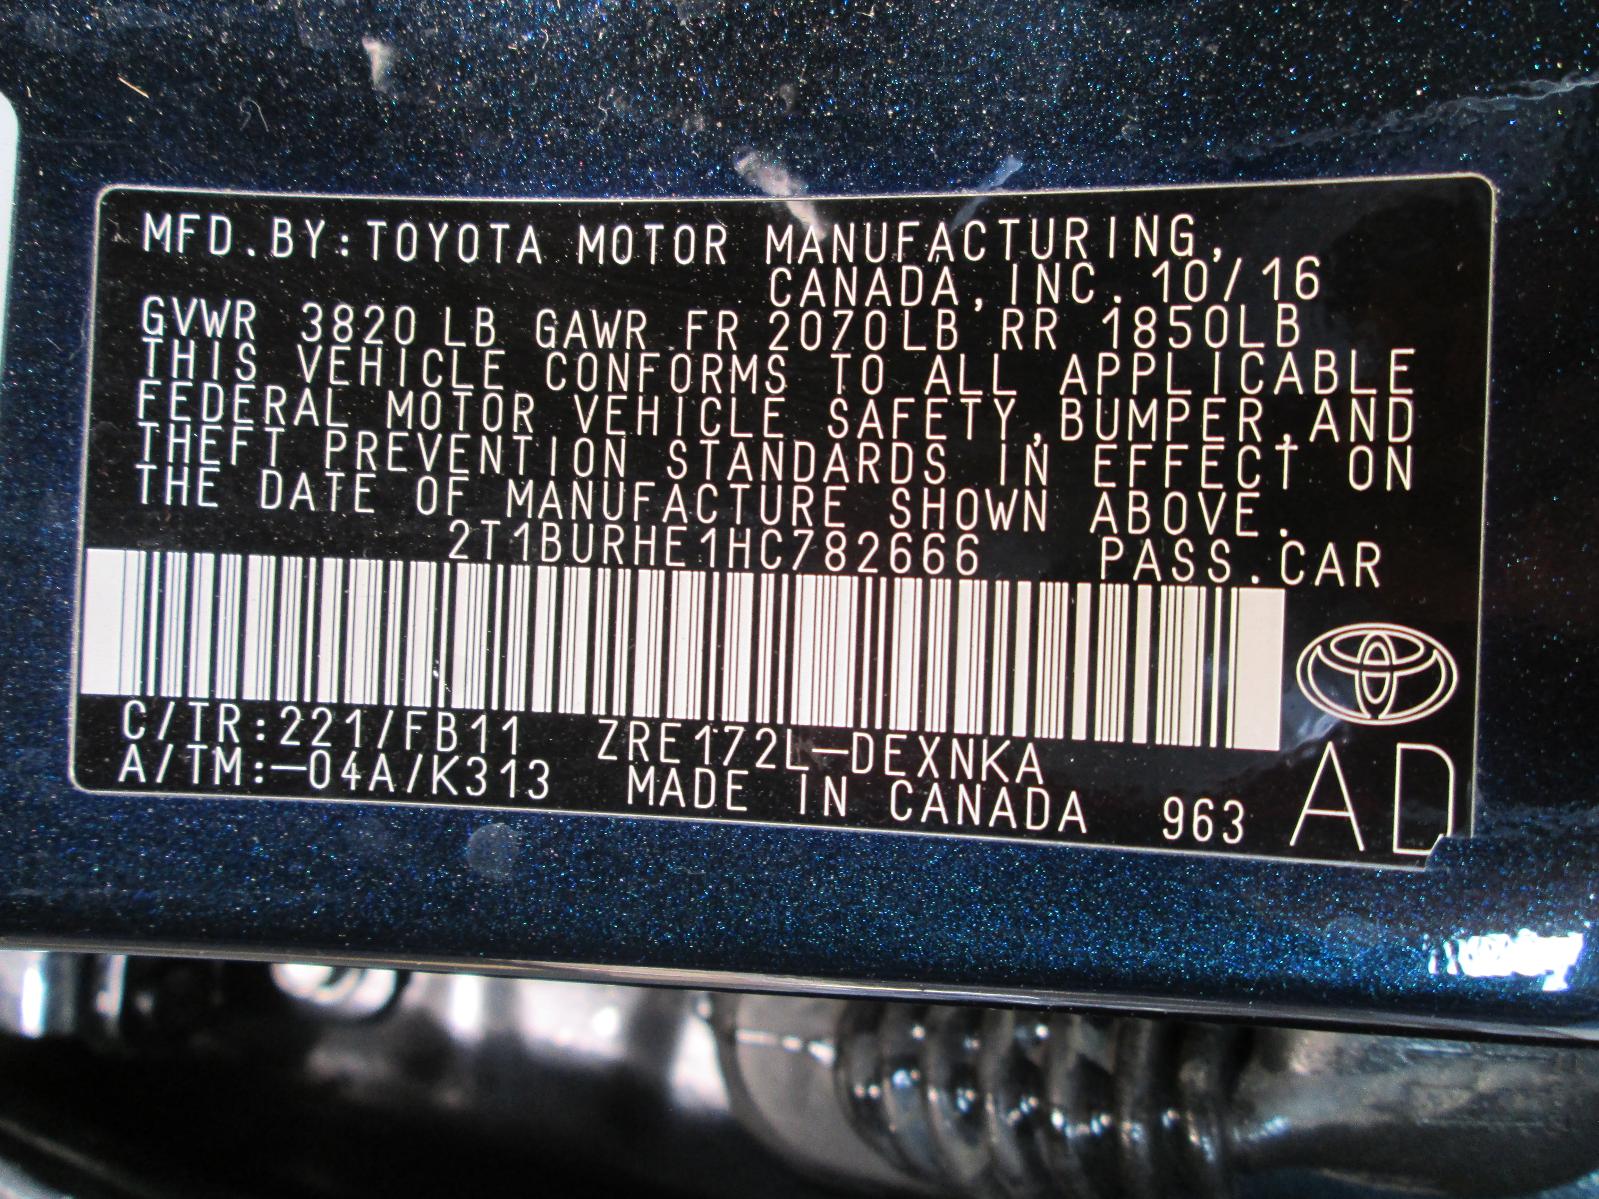 MFD.BY:TOYOTA MOTOR MANUFACTURING,
CANADA,INC. 10/16
GVWR 3820 LB GAWR FR 2070LB RR 1850LB
THIS VEHICLE CONFORMS TO ALL APPLICABLE
FEDERAL MOTOR VEHICLE SAFETY,BUMPER,AND
THEFT PREVENTION STANDARDS IN EFFECT ON
THE DATE OF MANUFACTURE SHOWN ABOVE.
2T1BURHE1HC782666 PASS.CAR
C/TR:221/FB11 ZRE172L-DEXNKA
A/TM:-04A/K313 MADE IN CANADA 963 AD